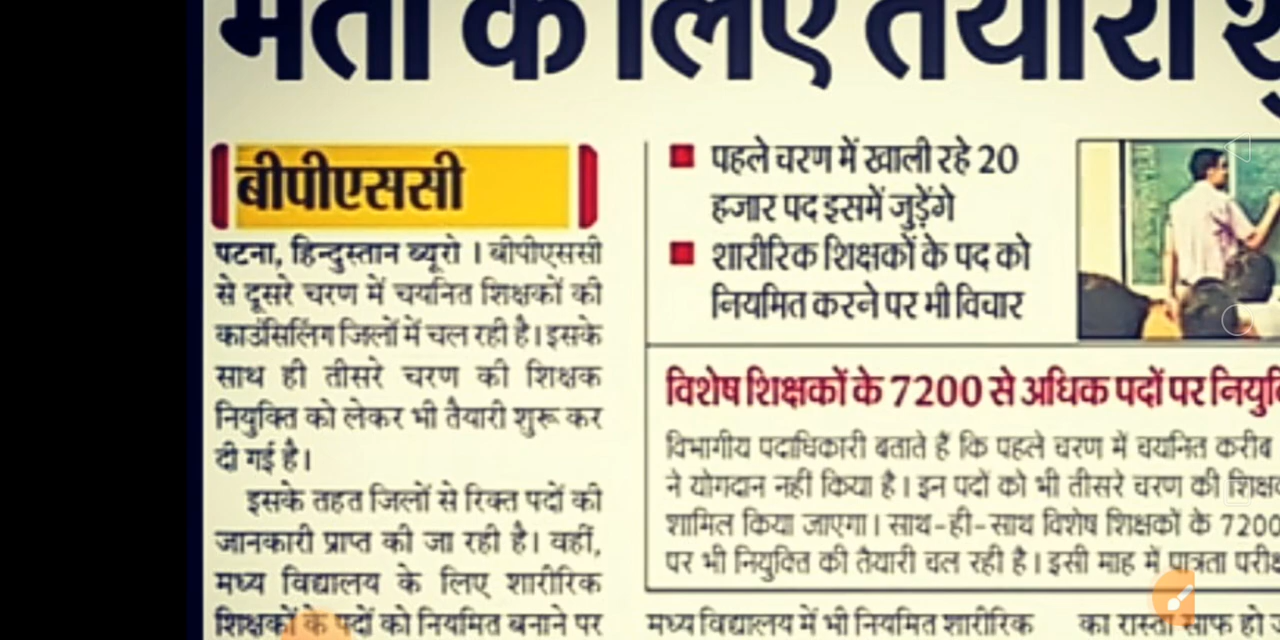 के लिए तैयारी
बीपीएससी
पटना, हिन्दुस्तान ब्यूरो । बीपीएससी
से दूसरे चरण में चयनित शिक्षकों की
काउंसिलिंग जिलों में चल रही है। इसके
साथ ही तीसरे चरण की शिक्षक
नियुक्ति को लेकर भी तैयारी शुरू कर
दी गई है।
इसके तहत जिलों से रिक्त पदों की
जानकारी प्राप्त की जा रही है। वहीं,
मध्य विद्यालय के लिए शारीरिक
शिक्षकों के पदों को नियमित बनाने पर
पहले चरण में खाली रहे 20
हजार पद इसमें जुड़ेंगे
शारीरिक शिक्षकों के पद को
नियमित करने पर भी विचार
विशेष शिक्षकों के 7200 से अधिक पदों पर
विभागीय पदाधिकारी बताते हैं कि पहले चरण में चयनित करीब
ने योगदान नहीं किया है। इन पदों को भी तीसरे चरण की
शामिल किया जाएगा। साथ-ही-साथ विशेष शिक्षकों के 7200
पर भी नियुक्ति की तैयारी चल रही है। इसी माह में पात्रता
मध्य विद्यालय में भी नियमित शारीरिक
का रास्ता साफ हो